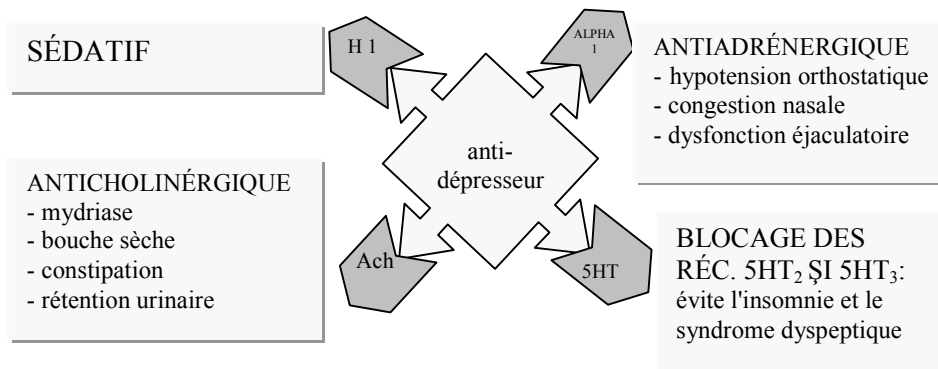 SÉDATIF
H 1
ALPHA
1
ANTIADRÉNERGIQUE
- hypotension orthostatique
- congestion nasale
- dysfonction éjaculatoire
anti-
dépresseur
ANTICHOLINÉRGIQUE
- mydriase
- bouche sèche
- constipation
- rétention urinaire
Ach
5HT
BLOCAGE DES
RÉC. 5HT₂ ŞI 5HT₃:
évite l'insomnie et le
syndrome dyspeptique